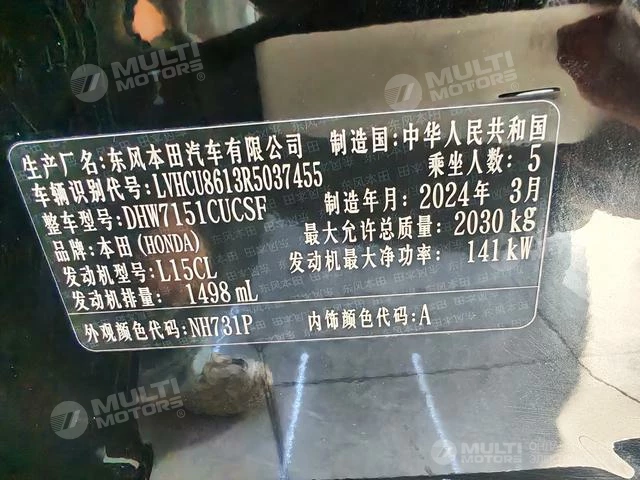 生产厂名:东风本田汽车有限公司 制造国:中华人民共和国
车辆识别代号:LVHCU8613R5037455 乘坐人数:5
整车型号:DHW7151CUCSF 制造年月:2024年 3月
品牌:本田(HONDA) 最大允许总质量:2030 kg
发动机型号:L15CL 发动机最大净功率:141 kW
发动机排量:1498 mL
外观颜色代码:NH731P 内饰颜色代码:A
MULTI MOTORS
MULTI MOTORS
MULTI MOTORS
MULTI